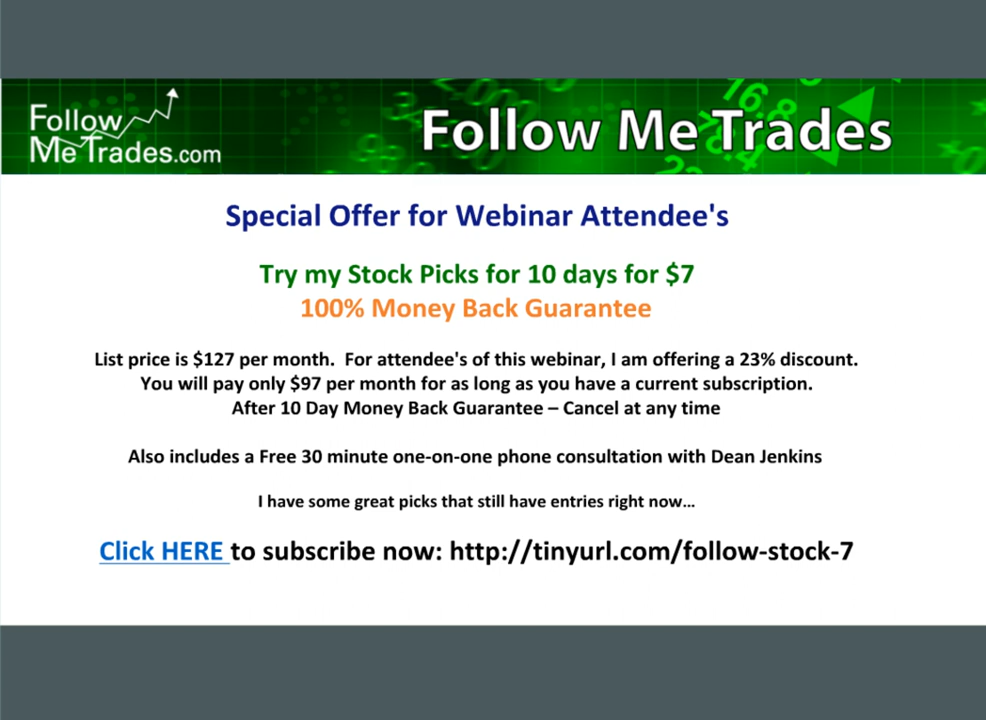 Follow
MeTrades.com
Follow Me Trades
Special Offer for Webinar Attendee's
Try my Stock Picks for 10 days for $7
100% Money Back Guarantee
List price is $127 per month.  For attendee's of this webinar, I am offering a 23% discount.
You will pay only $97 per month for as long as you have a current subscription.
After 10 Day Money Back Guarantee – Cancel at any time
Also includes a Free 30 minute one-on-one phone consultation with Dean Jenkins
I have some great picks that still have entries right now…
Click HERE to subscribe now: http://tinyurl.com/follow-stock-7